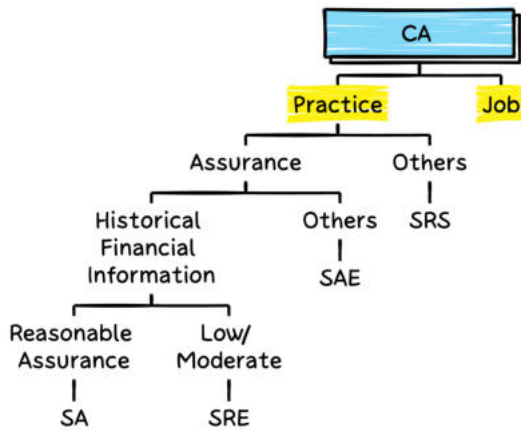 CA
Practice
Job
Assurance
Others
Historical
Financial
Information
Others
SRS
SAE
Reasonable
Assurance
Low/
Moderate
SA
SRE